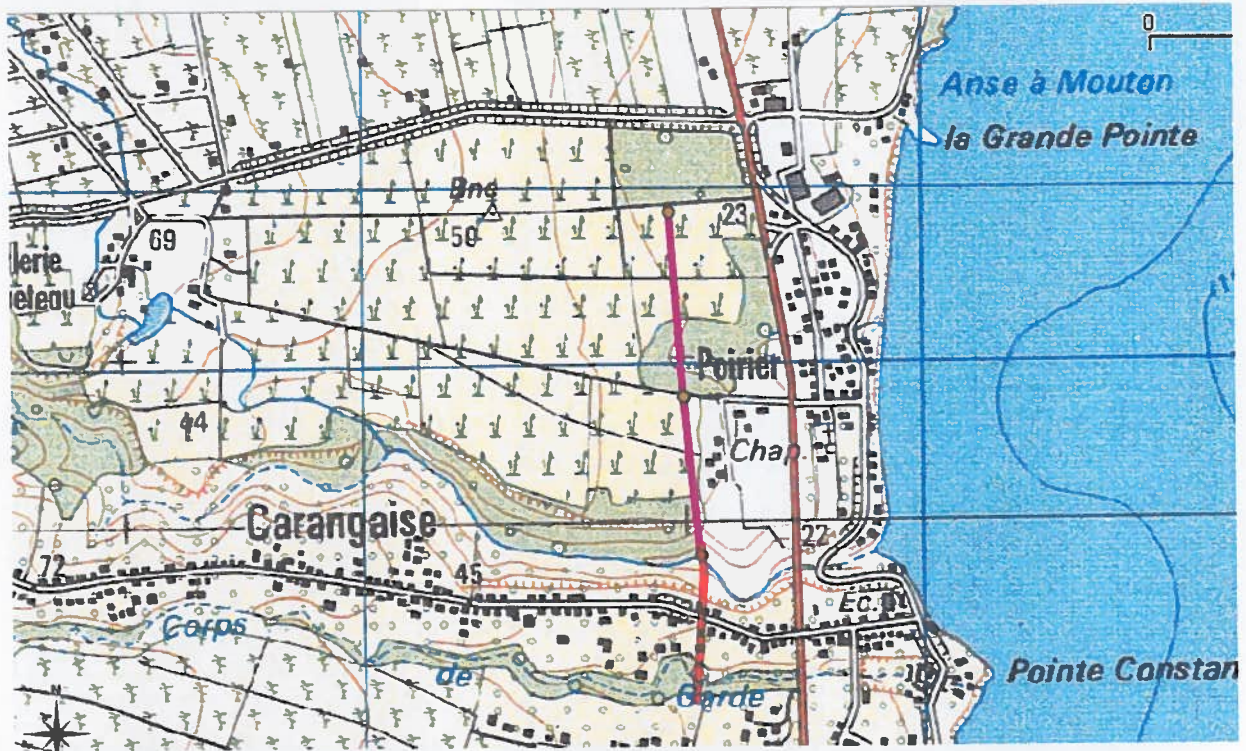 0
Anse à Mouton
la Grande Pointe
Bne
23
50
69
lerie
eleau
Poirier
44
Chap.
Carangaise
22
72
45
Corps
de
Garde
Pointe Constan
N